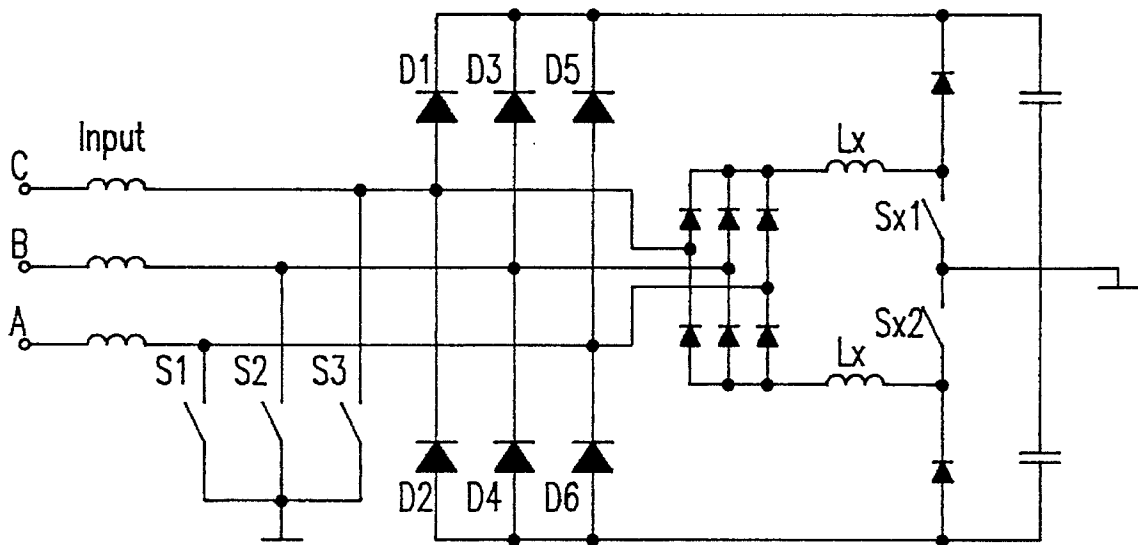 D1 D3 D5
Input
C
B
A
Lx
Sx1
Sx2
Lx
S1 S2 S3
D2 D4 D6